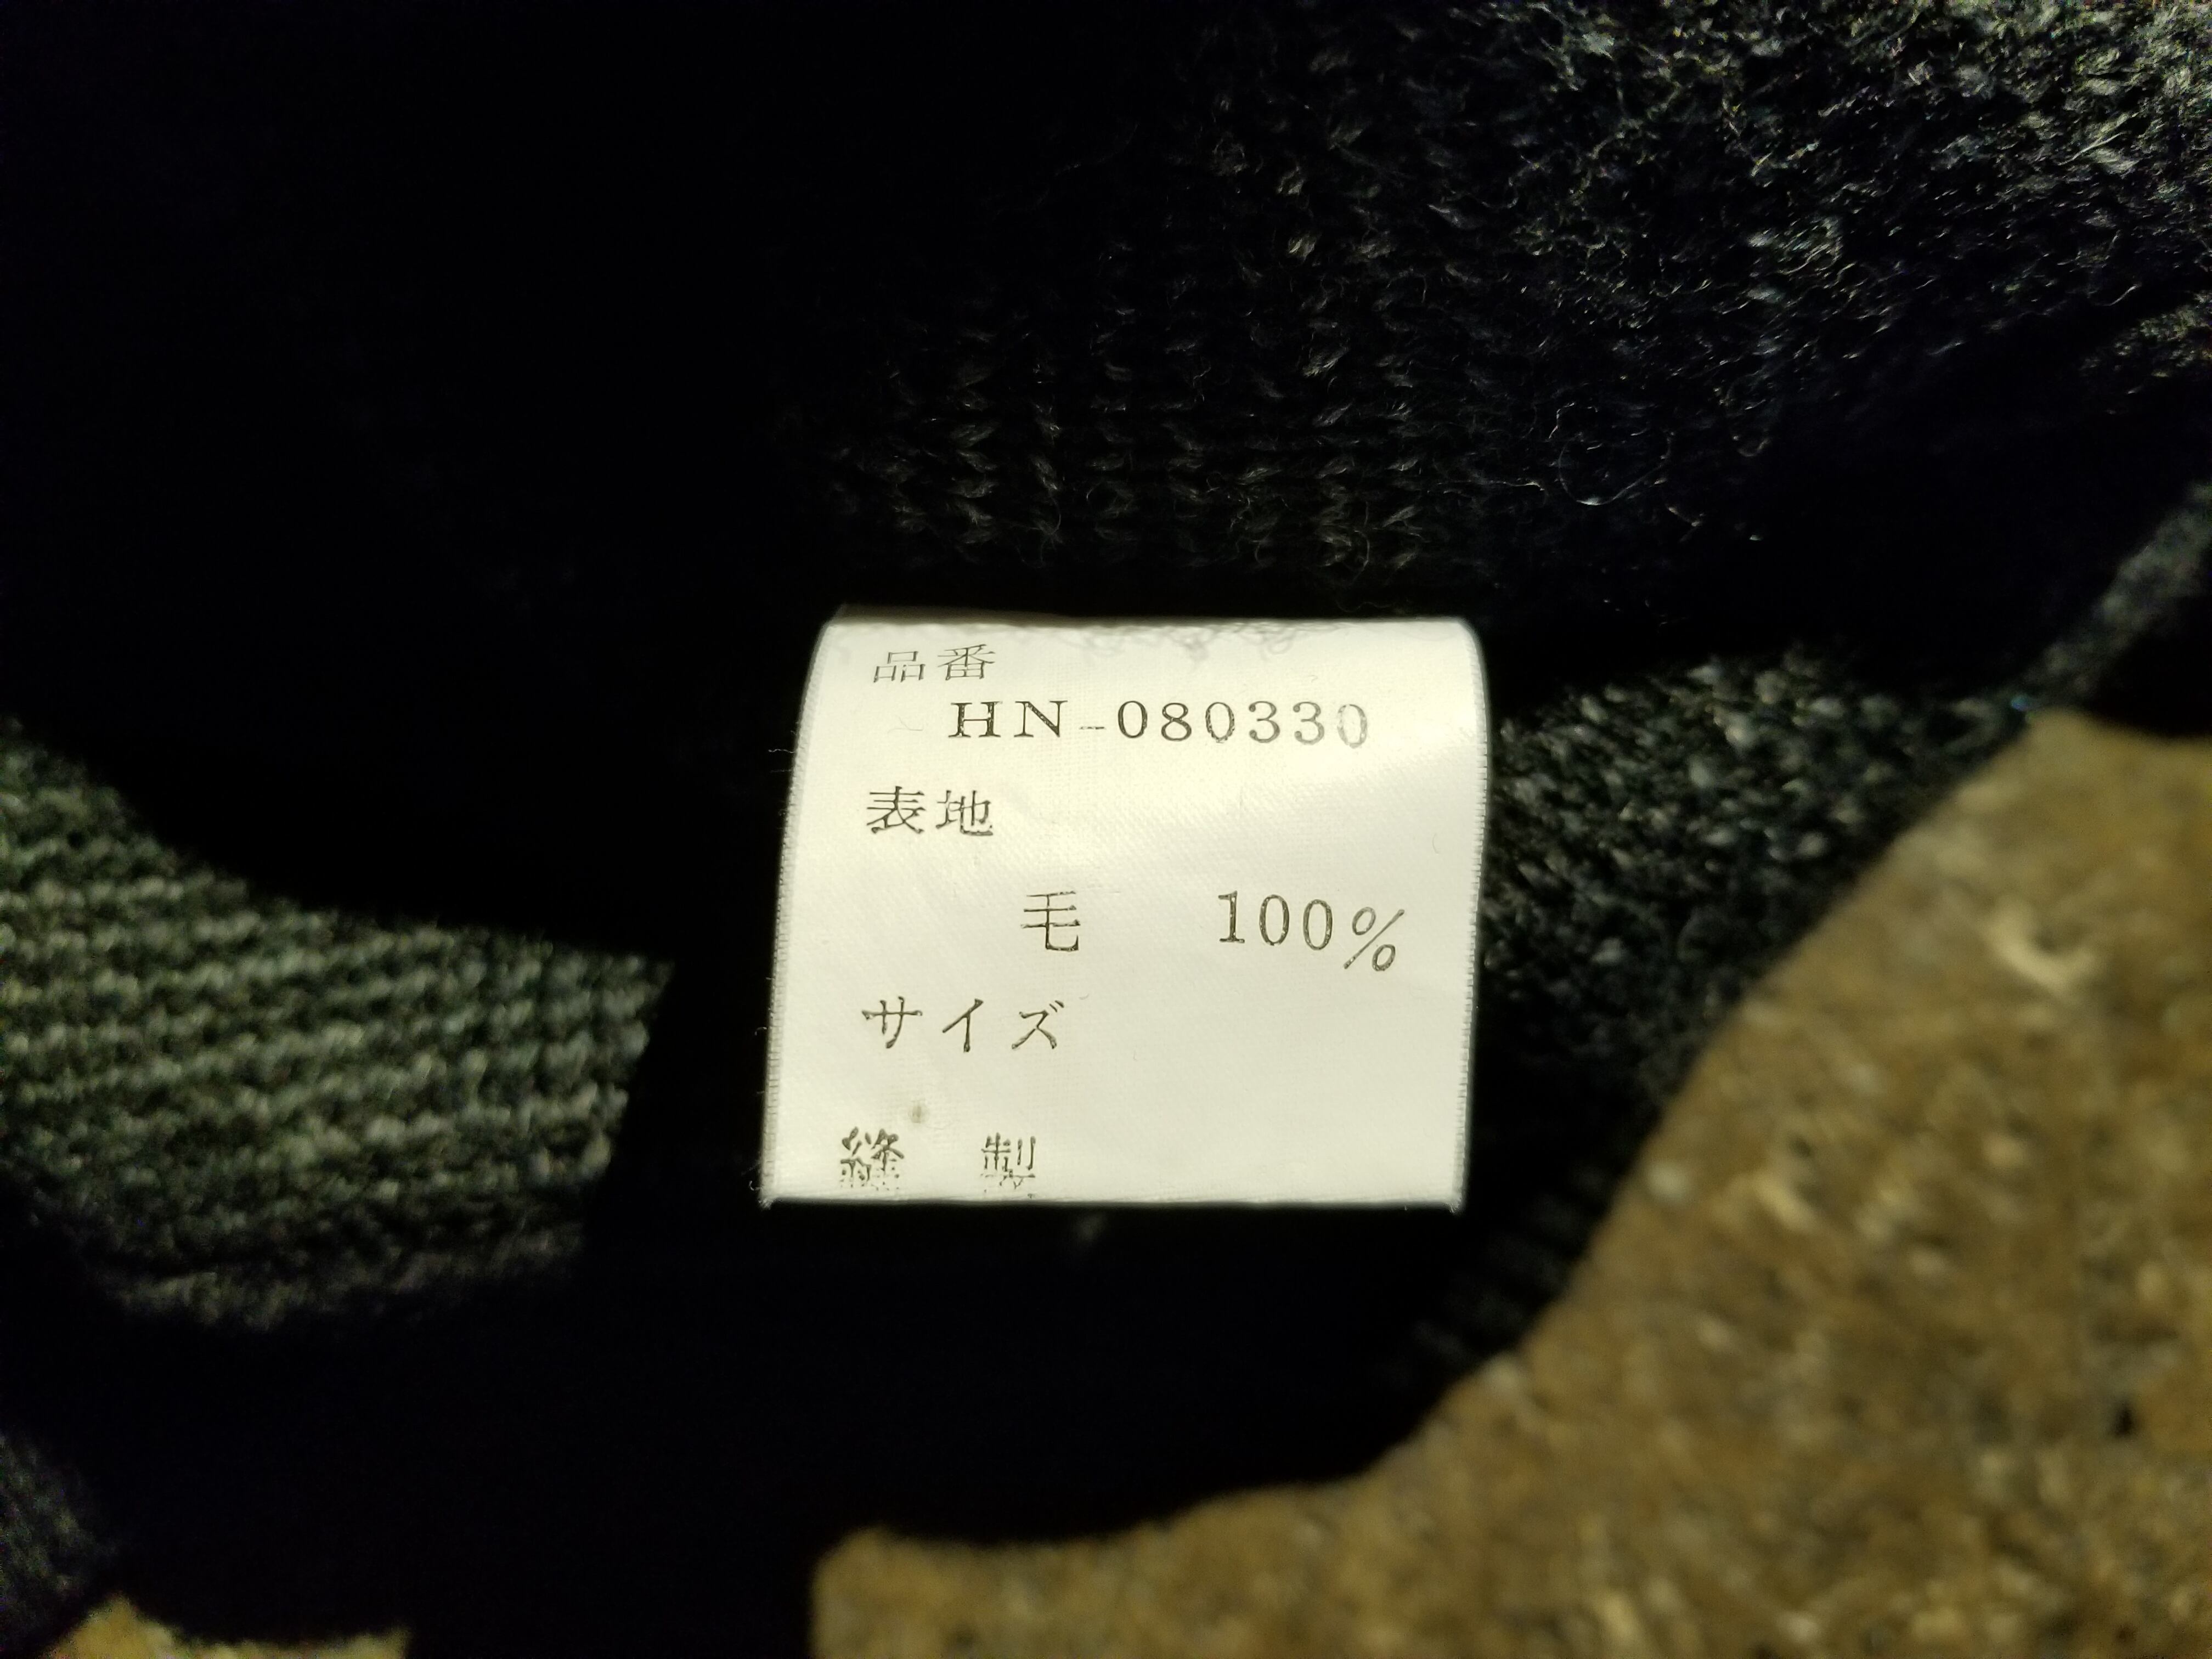 品番
HN-080330
表地
毛 100%
サイズ
縫 製